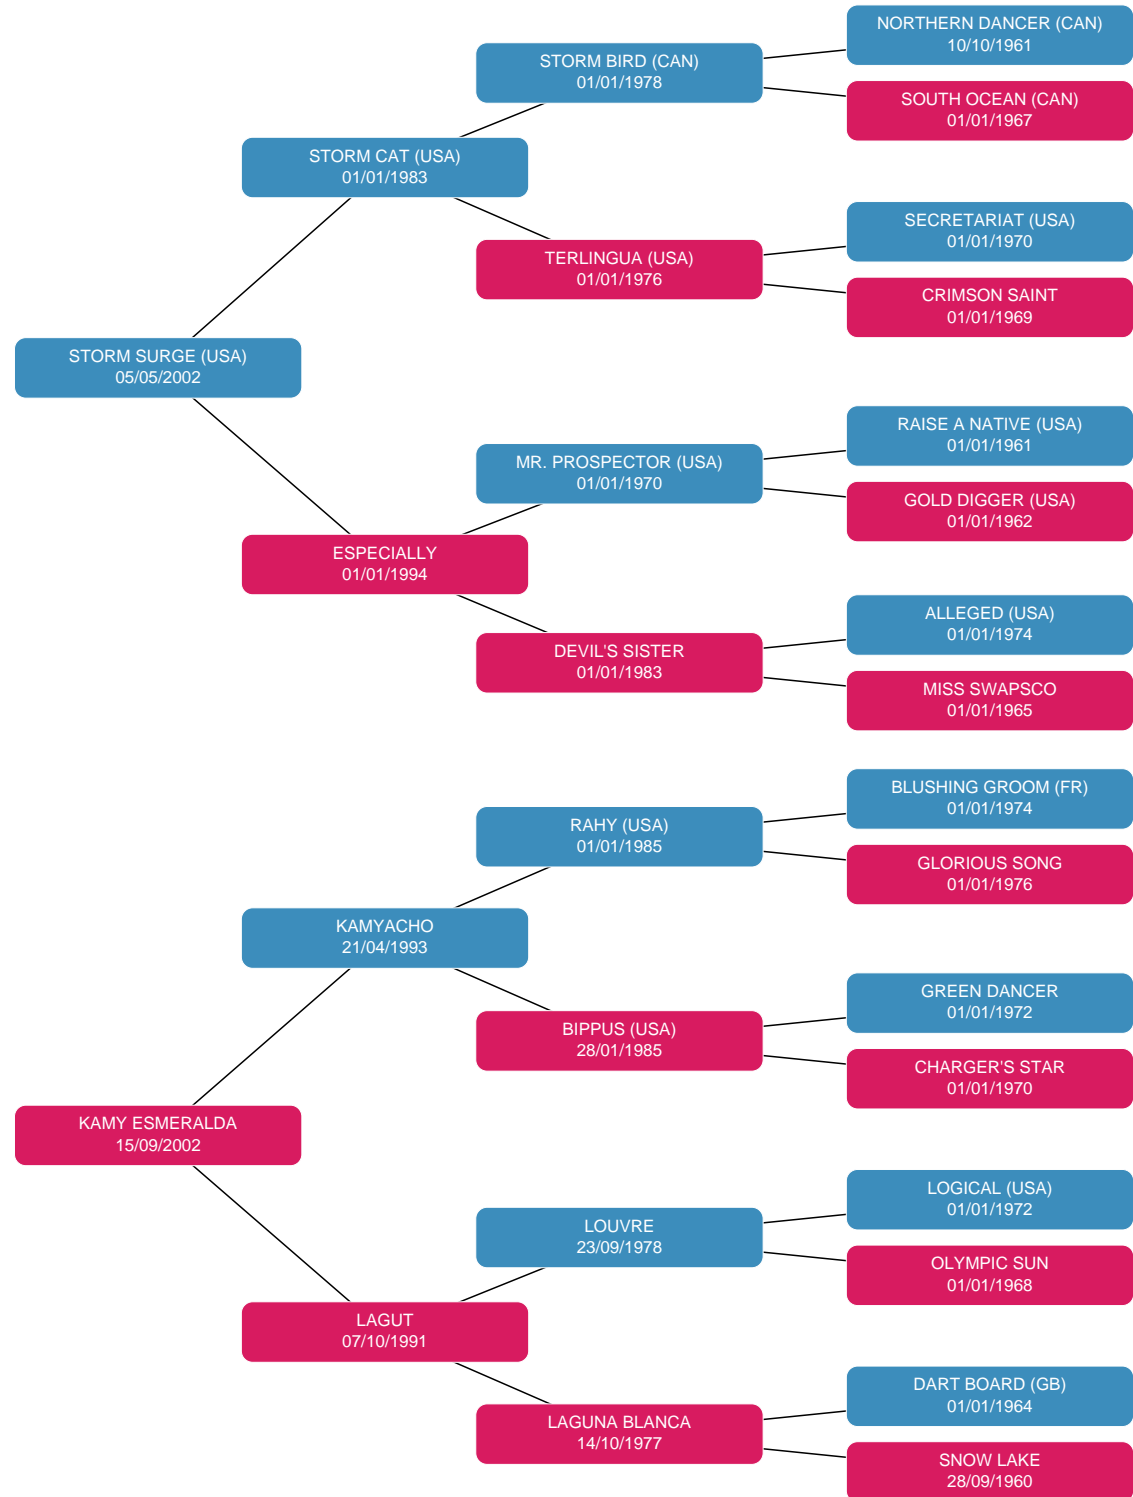 NORTHERN DANCER (CAN)
10/10/1961
STORM BIRD (CAN)
01/01/1978
SOUTH OCEAN (CAN)
01/01/1967
STORM CAT (USA)
01/01/1983
SECRETARIAT (USA)
01/01/1970
TERLINGUA (USA)
01/01/1976
CRIMSON SAINT
01/01/1969
STORM SURGE (USA)
05/05/2002
RAISE A NATIVE (USA)
01/01/1961
MR. PROSPECTOR (USA)
01/01/1970
GOLD DIGGER (USA)
01/01/1962
ESPECIALLY
01/01/1994
ALLEGED (USA)
01/01/1974
DEVIL'S SISTER
01/01/1983
MISS SWAPSCO
01/01/1965
BLUSHING GROOM (FR)
01/01/1974
RAHY (USA)
01/01/1985
GLORIOUS SONG
01/01/1976
KAMYACHO
21/04/1993
GREEN DANCER
01/01/1972
BIPPUS (USA)
28/01/1985
CHARGER'S STAR
01/01/1970
KAMY ESMERALDA
15/09/2002
LOGICAL (USA)
01/01/1972
LOUVRE
23/09/1978
OLYMPIC SUN
01/01/1968
LAGUT
07/10/1991
DART BOARD (GB)
01/01/1964
LAGUNA BLANCA
14/10/1977
SNOW LAKE
28/09/1960